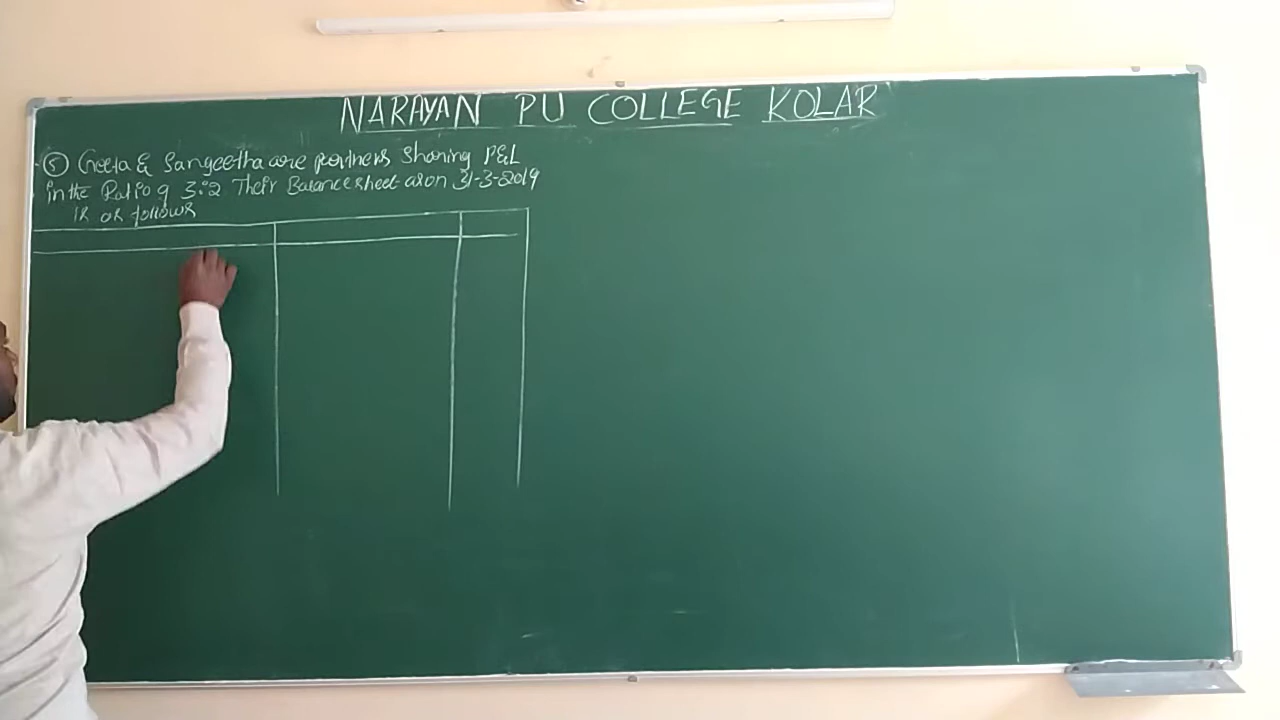 NARAYAN PU COLLEGE KOLAR
⑤ Geeta & Sangeetha are partners Sharing P&L
in the Ratio of 3:2 Their Balance sheet as on 31-3-2019
is as follows